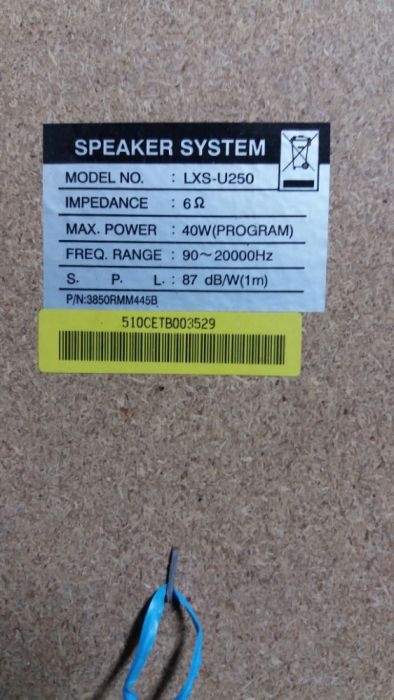 SPEAKER SYSTEM
MODEL NO. : LXS-U250
IMPEDANCE : 6Ω
MAX. POWER : 40W(PROGRAM)
FREQ. RANGE : 90~20000Hz
S. P. L. : 87 dB/W(1m)
P/N:3850RMM445B
510CETB003529